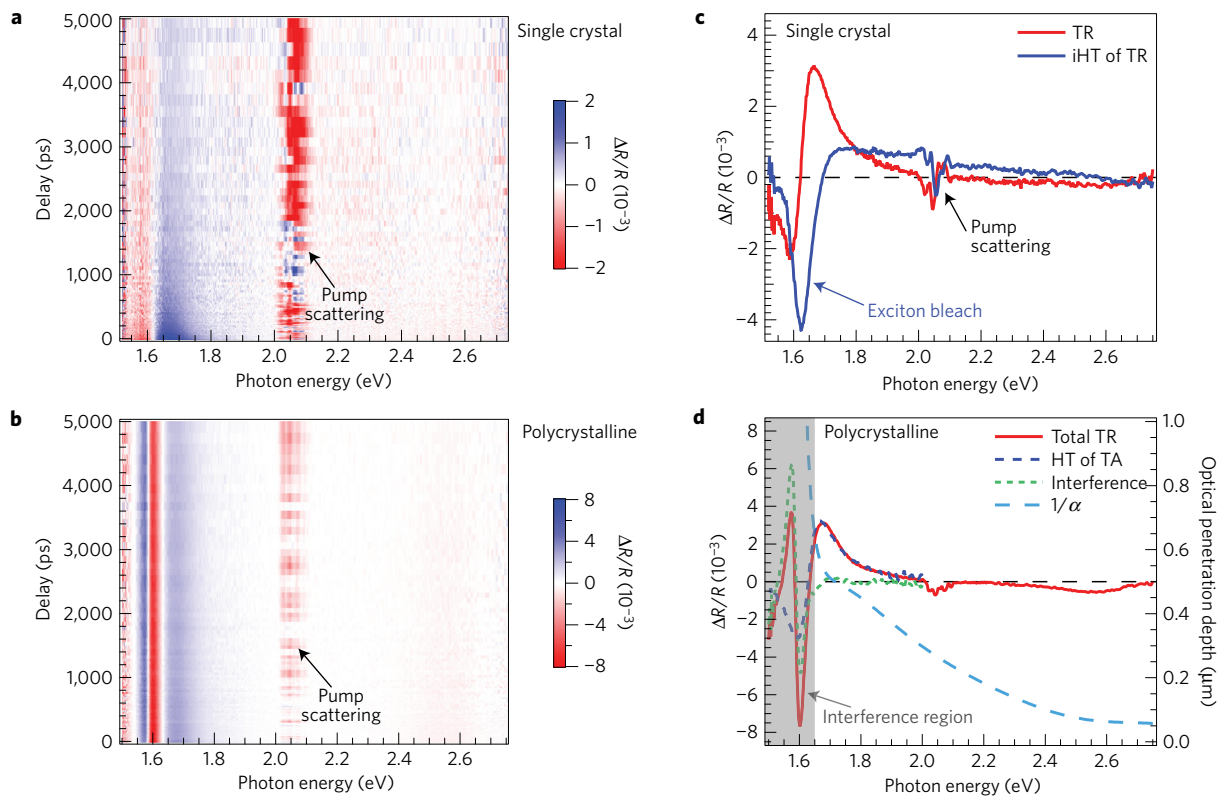 a
Single crystal
5,000
4,000
3,000
2,000
1,000
0
Delay (ps)
1.6
1.8
2.0
2.2
2.4
2.6
Photon energy (eV)
Pump
scattering
2
1
0
−1
−2
ΔR/R (10⁻³)
b
Polycrystalline
5,000
4,000
3,000
2,000
1,000
0
Delay (ps)
1.6
1.8
2.0
2.2
2.4
2.6
Photon energy (eV)
Pump
scattering
8
4
0
−4
−8
ΔR/R (10⁻³)
c
Single crystal
TR
iHT of TR
4
2
0
−2
−4
ΔR/R (10⁻³)
Pump
scattering
Exciton bleach
1.6
1.8
2.0
2.2
2.4
2.6
Photon energy (eV)
d
Polycrystalline
Total TR
HT of TA
Interference
1/α
8
6
4
2
0
−2
−4
−6
−8
ΔR/R (10⁻³)
1.0
0.8
0.6
0.4
0.2
0.0
Optical penetration depth (μm)
Interference region
1.6
1.8
2.0
2.2
2.4
2.6
Photon energy (eV)